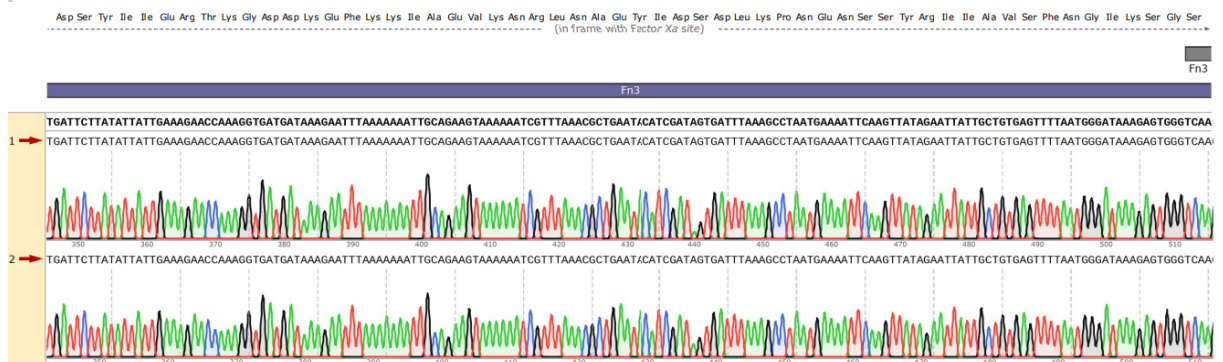 Asp Ser Tyr Ile Ile Glu Arg Thr Lys Gly Asp Asp Lys Glu Phe Lys Lys Ile Ala Glu Val Lys Asn Arg Leu Asn Ala Glu Tyr Ile Asp Ser Asp Leu Lys Pro Asn Glu Asn Ser Ser Tyr Arg Ile Ile Ala Val Ser Phe Asn Gly Ile Lys Ser Gly Ser
(in frame with Factor Xa site)
Fn3
Fn3
TGATTCTTATATTATTGAAAGAACCAAAGGTGATGATAAAGAATTTAAAAAAATTGCAGAAGTAAAAAATCGTTTAAACGCTGAATACATCGATAGTGATTTAAAGCCTAATGAAAATTCAAGTTATAGAATTATTGCTGTGAGTTTTAATGGGATAAAGAGTGGGTCAA
1 TGATTCTTATATTATTGAAAGAACCAAAGGTGATGATAAAGAATTTAAAAAAATTGCAGAAGTAAAAAATCGTTTAAACGCTGAATACATCGATAGTGATTTAAAGCCTAATGAAAATTCAAGTTATAGAATTATTGCTGTGAGTTTTAATGGGATAAAGAGTGGGTCAA
350 360 370 380 390 400 410 420 430 440 450 460 470 480 490 500 510
2 TGATTCTTATATTATTGAAAGAACCAAAGGTGATGATAAAGAATTTAAAAAAATTGCAGAAGTAAAAAATCGTTTAAACGCTGAATACATCGATAGTGATTTAAAGCCTAATGAAAATTCAAGTTATAGAATTATTGCTGTGAGTTTTAATGGGATAAAGAGTGGGTCAA